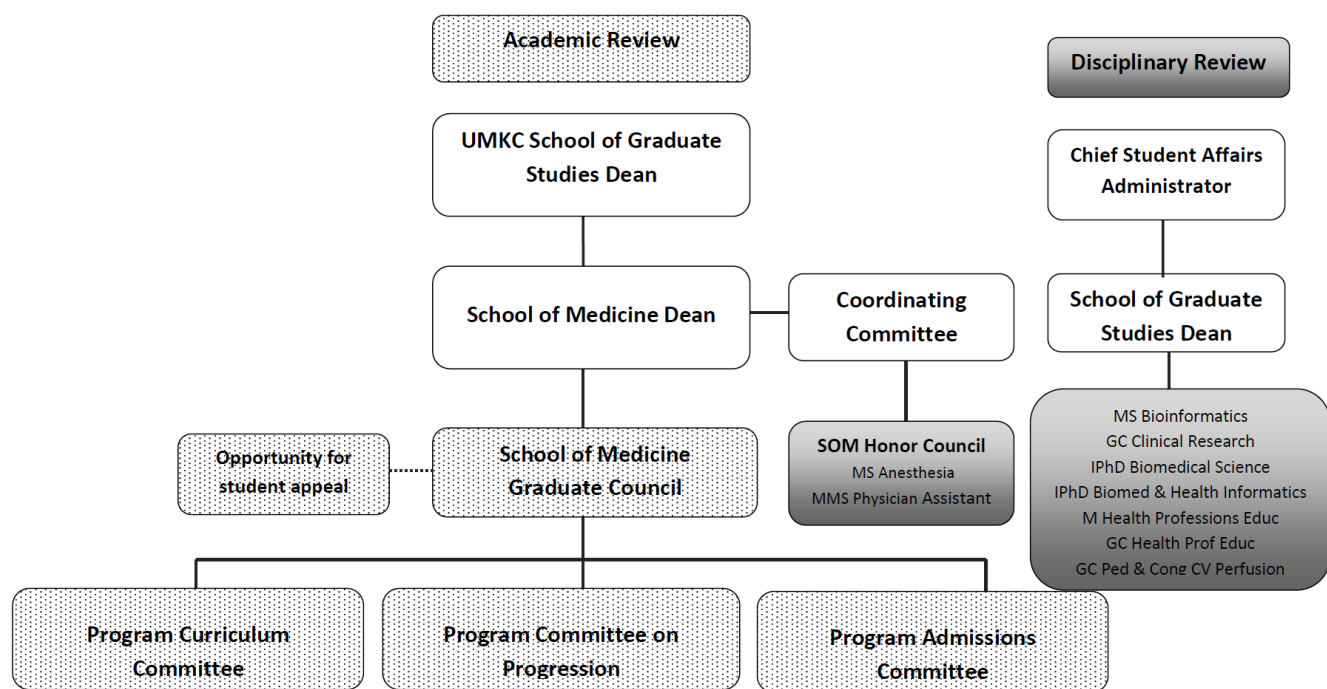 Academic Review
Disciplinary Review
UMKC School of Graduate
Studies Dean
Chief Student Affairs
Administrator
School of Medicine Dean
Coordinating
Committee
School of Graduate
Studies Dean
Opportunity for
student appeal
School of Medicine
Graduate Council
SOM Honor Council
MS Anesthesia
MMS Physician Assistant
MS Bioinformatics
GC Clinical Research
IPhD Biomedical Science
IPhD Biomed & Health Informatics
M Health Professions Educ
GC Health Prof Educ
GC Ped & Cong CV Perfusion
Program Curriculum
Committee
Program Committee on
Progression
Program Admissions
Committee